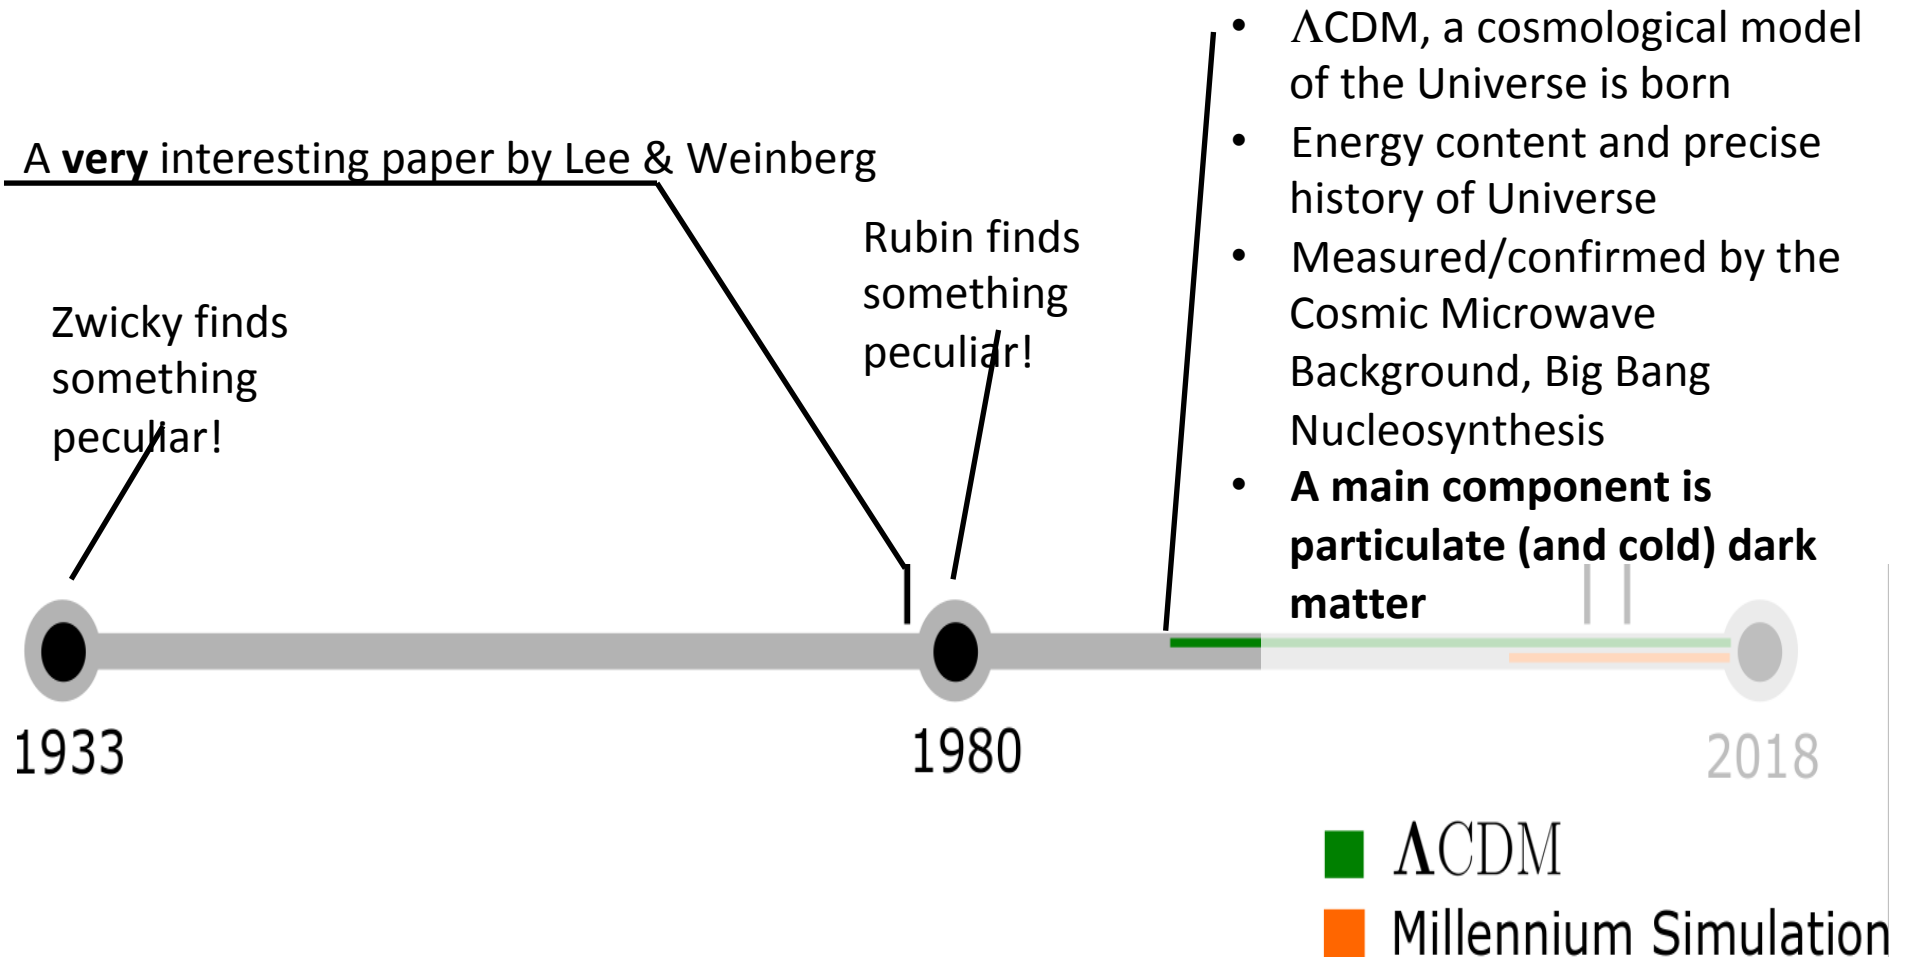 A very interesting paper by Lee & Weinberg
Zwicky finds
something
peculiar!
Rubin finds
something
peculiar!
• ΛCDM, a cosmological model
of the Universe is born
• Energy content and precise
history of Universe
• Measured/confirmed by the
Cosmic Microwave
Background, Big Bang
Nucleosynthesis
• A main component is
particulate (and cold) dark
matter
1933
1980
2018
ΛCDM
Millennium Simulation